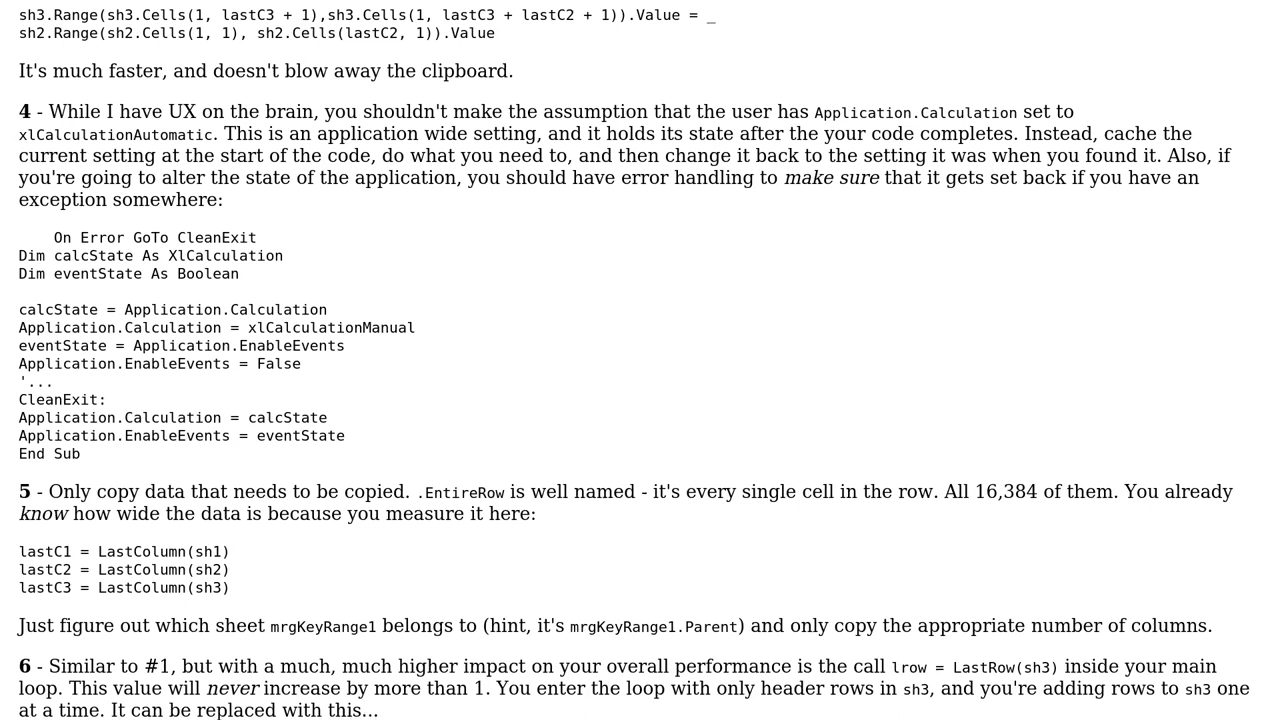 sh3.Range(sh3.Cells(1, lastC3 + 1),sh3.Cells(1, lastC3 + lastC2 + 1)).Value = _
sh2.Range(sh2.Cells(1, 1), sh2.Cells(lastC2, 1)).Value
It's much faster, and doesn't blow away the clipboard.
4 - While I have UX on the brain, you shouldn't make the assumption that the user has Application.Calculation set to
xlCalculationAutomatic. This is an application wide setting, and it holds its state after the your code completes. Instead, cache the
current setting at the start of the code, do what you need to, and then change it back to the setting it was when you found it. Also, if
you're going to alter the state of the application, you should have error handling to make sure that it gets set back if you have an
exception somewhere:
    On Error GoTo CleanExit
Dim calcState As XlCalculation
Dim eventState As Boolean
calcState = Application.Calculation
Application.Calculation = xlCalculationManual
eventState = Application.EnableEvents
Application.EnableEvents = False
'...
CleanExit:
Application.Calculation = calcState
Application.EnableEvents = eventState
End Sub
5 - Only copy data that needs to be copied. .EntireRow is well named - it's every single cell in the row. All 16,384 of them. You already
know how wide the data is because you measure it here:
lastC1 = LastColumn(sh1)
lastC2 = LastColumn(sh2)
lastC3 = LastColumn(sh3)
Just figure out which sheet mrgKeyRange1 belongs to (hint, it's mrgKeyRange1.Parent) and only copy the appropriate number of columns.
6 - Similar to #1, but with a much, much higher impact on your overall performance is the call lrow = LastRow(sh3) inside your main
loop. This value will never increase by more than 1. You enter the loop with only header rows in sh3, and you're adding rows to sh3 one
at a time. It can be replaced with this...